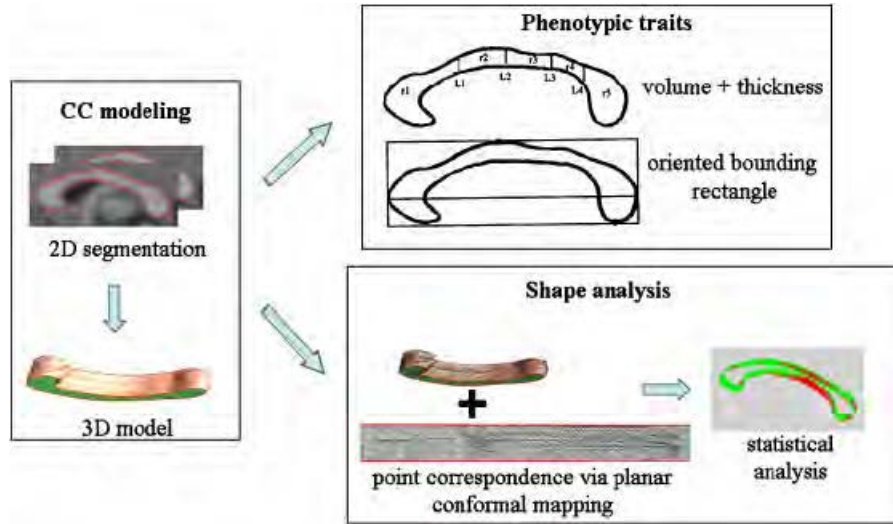 CC modeling
2D segmentation
3D model
Phenotypic traits
r1
r2
r3
r4
r5
L1
L2
L3
L4
volume + thickness
oriented bounding
rectangle
Shape analysis
+
point correspondence via planar
conformal mapping
statistical
analysis